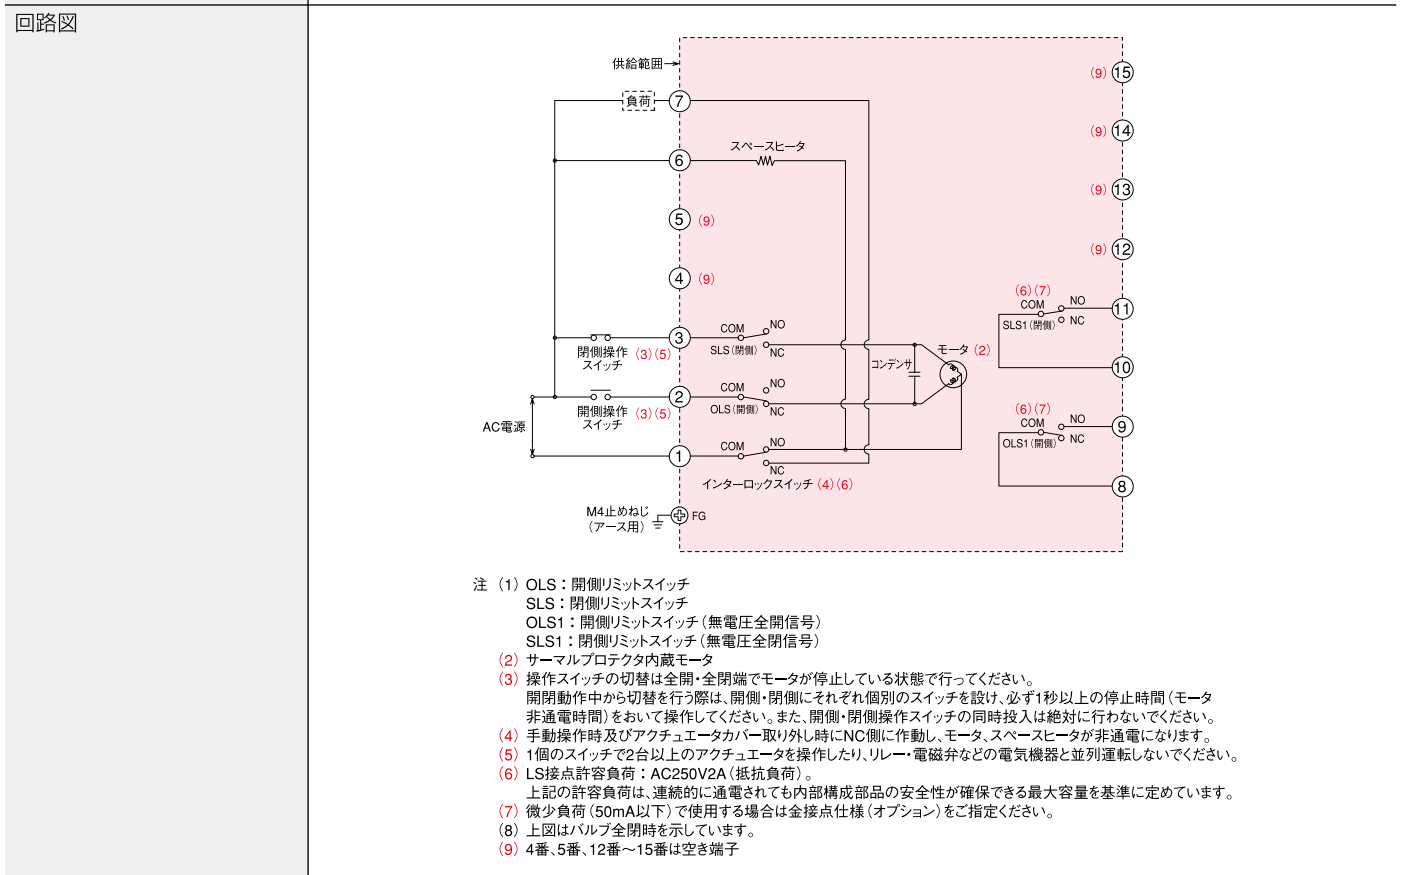 回路図
供給範囲
(9) 15
負荷 7
(9) 14
スペースヒータ
6
(9) 13
5 (9)
(9) 12
4 (9)
(6)(7)
COM NO
11
SLS1(閉側) NC
COM NO
3
閉側操作 (3)(5)
スイッチ
SLS(閉側) NC
モータ (2)
コンデンサ
10
COM NO
2
開側操作 (3)(5)
スイッチ
OLS(開側) NC
(6)(7)
COM NO
9
OLS1(開側) NC
AC電源
COM NO
1
NC
インターロックスイッチ (4)(6)
8
M4止めねじ
(アース用)
FG
注 (1) OLS:開側リミットスイッチ
SLS:閉側リミットスイッチ
OLS1:開側リミットスイッチ(無電圧全開信号)
SLS1:閉側リミットスイッチ(無電圧全閉信号)
(2) サーマルプロテクタ内蔵モータ
(3) 操作スイッチの切替は全開・全閉端でモータが停止している状態で行ってください。
開閉動作中から切替を行う際は、開側・閉側にそれぞれ個別のスイッチを設け、必ず1秒以上の停止時間(モータ
非通電時間)をおいて操作してください。また、開側・閉側操作スイッチの同時投入は絶対に行わないでください。
(4) 手動操作時及びアクチュエータカバー取り外し時にNC側に作動し、モータ、スペースヒータが非通電になります。
(5) 1個のスイッチで2台以上のアクチュエータを操作したり、リレー・電磁弁などの電気機器と並列運転しないでください。
(6) LS接点許容負荷:AC250V2A(抵抗負荷)。
上記の許容負荷は、連続的に通電されても内部構成部品の安全性が確保できる最大容量を基準に定めています。
(7) 微少負荷(50mA以下)で使用する場合は金接点仕様(オプション)をご指定ください。
(8) 上図はバルブ全閉時を示しています。
(9) 4番、5番、12番～15番は空き端子